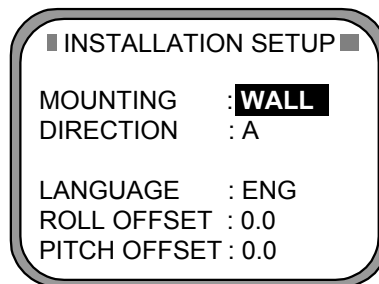 INSTALLATION SETUP
MOUNTING : WALL
DIRECTION : A
LANGUAGE : ENG
ROLL OFFSET : 0.0
PITCH OFFSET : 0.0